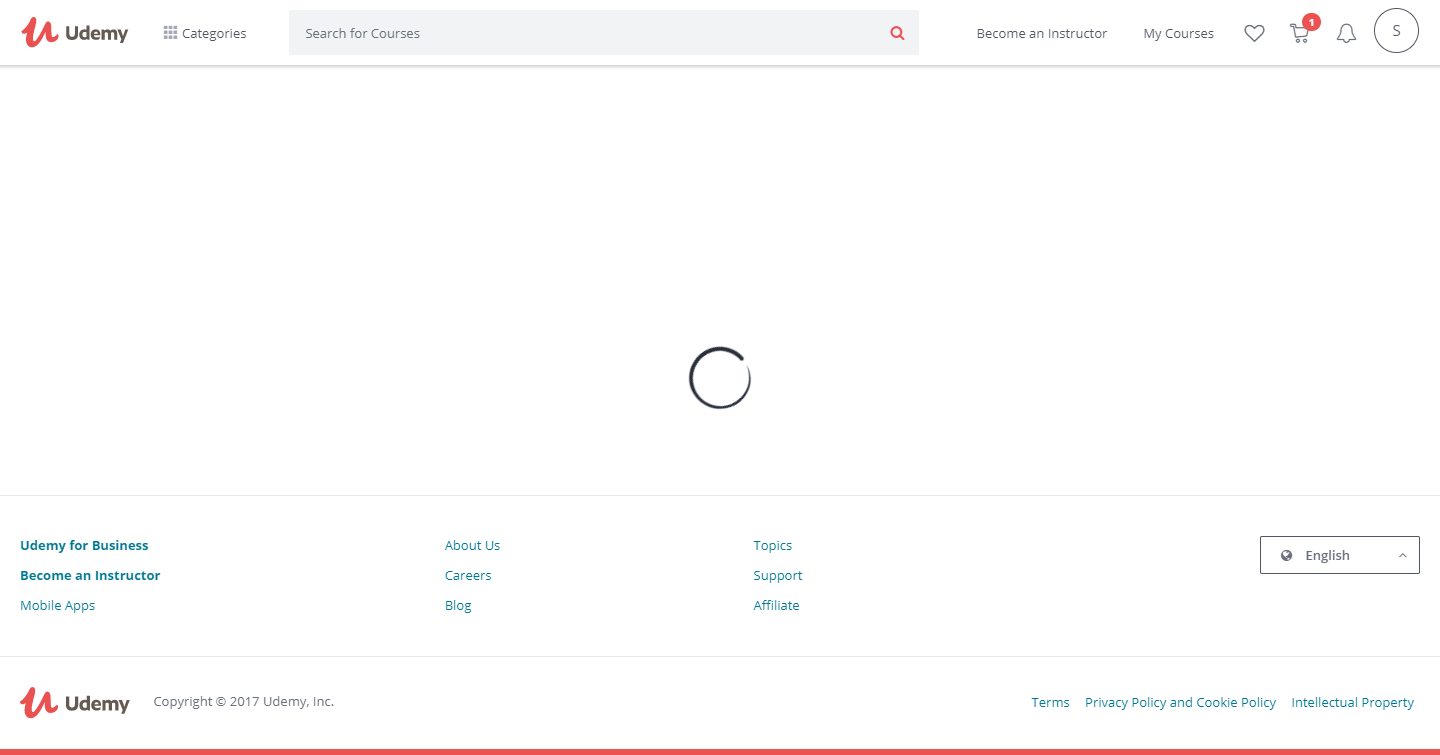 Udemy Categories Search for Courses Become an Instructor My Courses 1 S
Udemy for Business About Us Topics English
Become an Instructor Careers Support
Mobile Apps Blog Affiliate
Udemy Copyright © 2017 Udemy, Inc. Terms Privacy Policy and Cookie Policy Intellectual Property